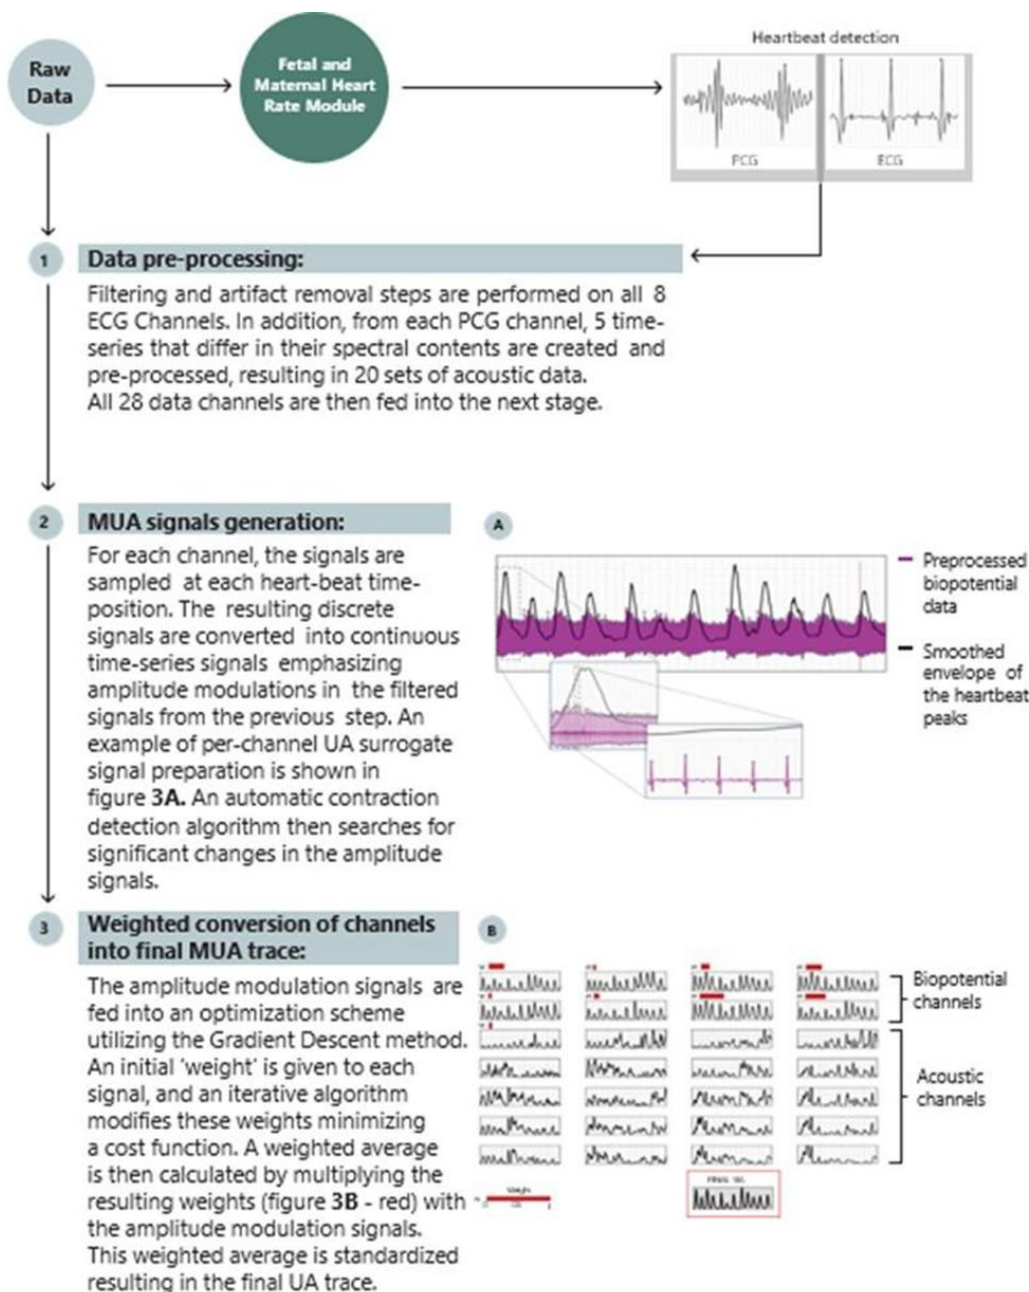 Raw
Data
Fetal and
Maternal Heart
Rate Module
Heartbeat detection
PCG
ECG
1
Data pre-processing:
Filtering and artifact removal steps are performed on all 8
ECG Channels. In addition, from each PCG channel, 5 time-
series that differ in their spectral contents are created and
pre-processed, resulting in 20 sets of acoustic data.
All 28 data channels are then fed into the next stage.
2
MUA signals generation:
For each channel, the signals are
sampled at each heart-beat time-
position. The resulting discrete
signals are converted into continuous
time-series signals emphasizing
amplitude modulations in the filtered
signals from the previous step. An
example of per-channel UA surrogate
signal preparation is shown in
figure 3A. An automatic contraction
detection algorithm then searches for
significant changes in the amplitude
signals.
A
Preprocessed
biopotential
data
Smoothed
envelope of
the heartbeat
peaks
3
Weighted conversion of channels
into final MUA trace:
The amplitude modulation signals are
fed into an optimization scheme
utilizing the Gradient Descent method.
An initial 'weight' is given to each
signal, and an iterative algorithm
modifies these weights minimizing
a cost function. A weighted average
is then calculated by multiplying the
resulting weights (figure 3B - red) with
the amplitude modulation signals.
This weighted average is standardized
resulting in the final UA trace.
B
Biopotential
channels
Acoustic
channels
Weight
FINAL